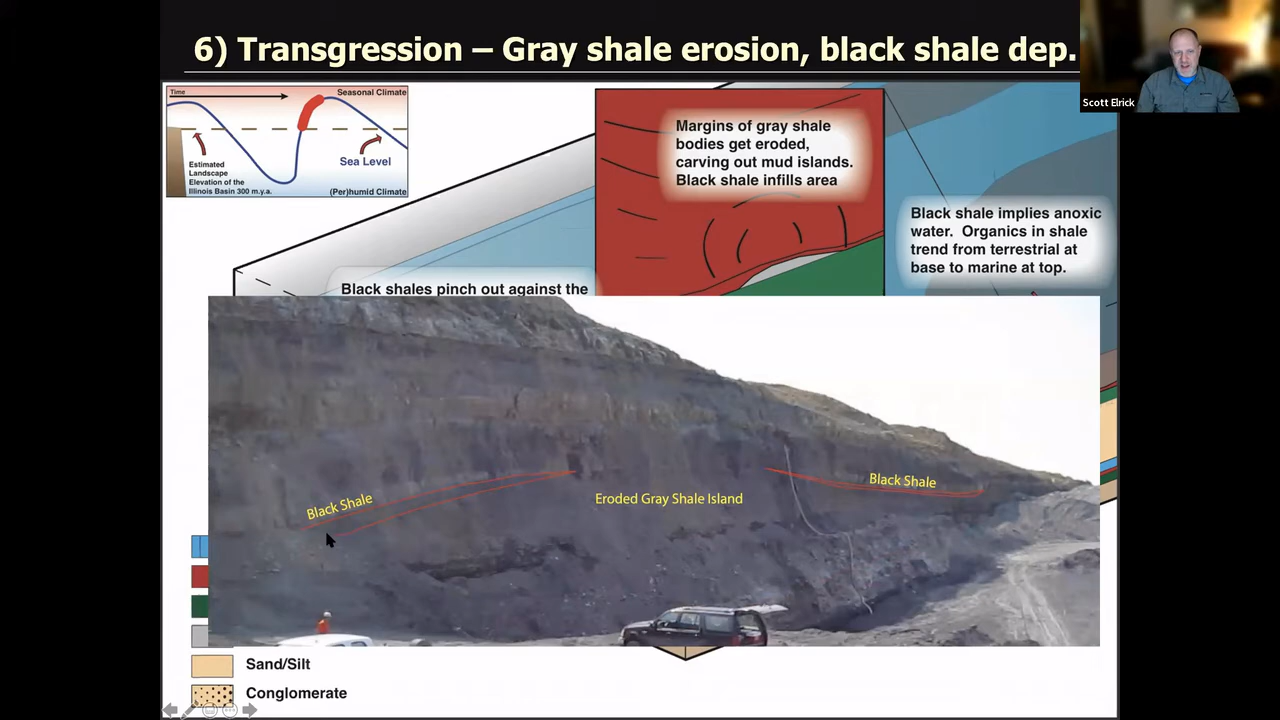 6) Transgression – Gray shale erosion, black shale dep.
Scott Elrick
Time
Seasonal Climate
Estimated
Landscape
Elevation of the
Illinois Basin 300 m.y.a.
Sea Level
(Per)humid Climate
Margins of gray shale
bodies get eroded,
carving out mud islands.
Black shale infills area
Black shale implies anoxic
water. Organics in shale
trend from terrestrial at
base to marine at top.
Black shales pinch out against the
Black Shale
Eroded Gray Shale Island
Black Shale
Sand/Silt
Conglomerate